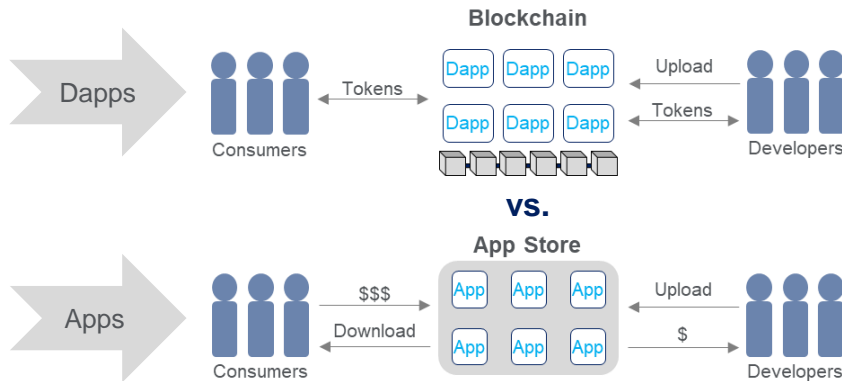 Blockchain
Dapps
Dapp Dapp Dapp
Upload
Tokens
Dapp Dapp Dapp
Tokens
Consumers
Developers
vs.
App Store
Apps
$$$
App App App
Upload
Download
App App App
$
Consumers
Developers